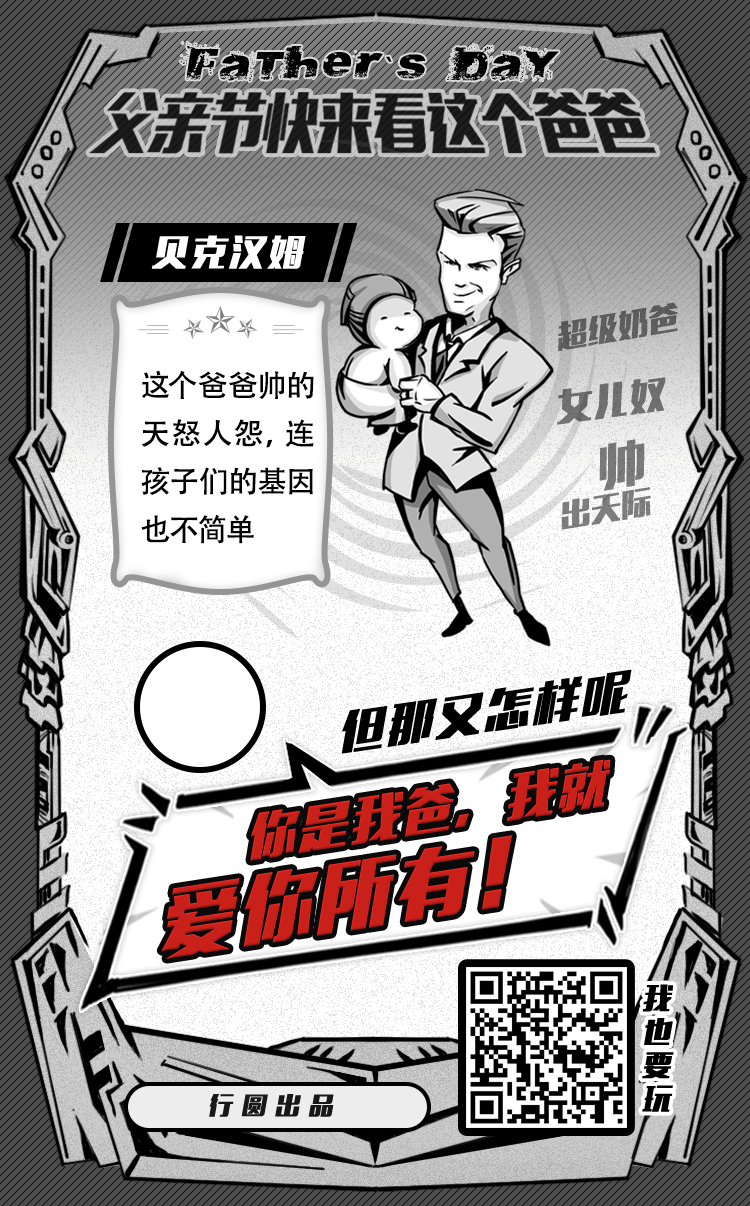 Father's Day
父亲节快来看这个爸爸
贝克汉姆
这个爸爸帅的
天怒人怨，连
孩子们的基因
也不简单
超级奶爸
女儿奴
帅
出天际
但那又怎样呢
你是我爸，我就
爱你所有！
我也要玩
行圆出品